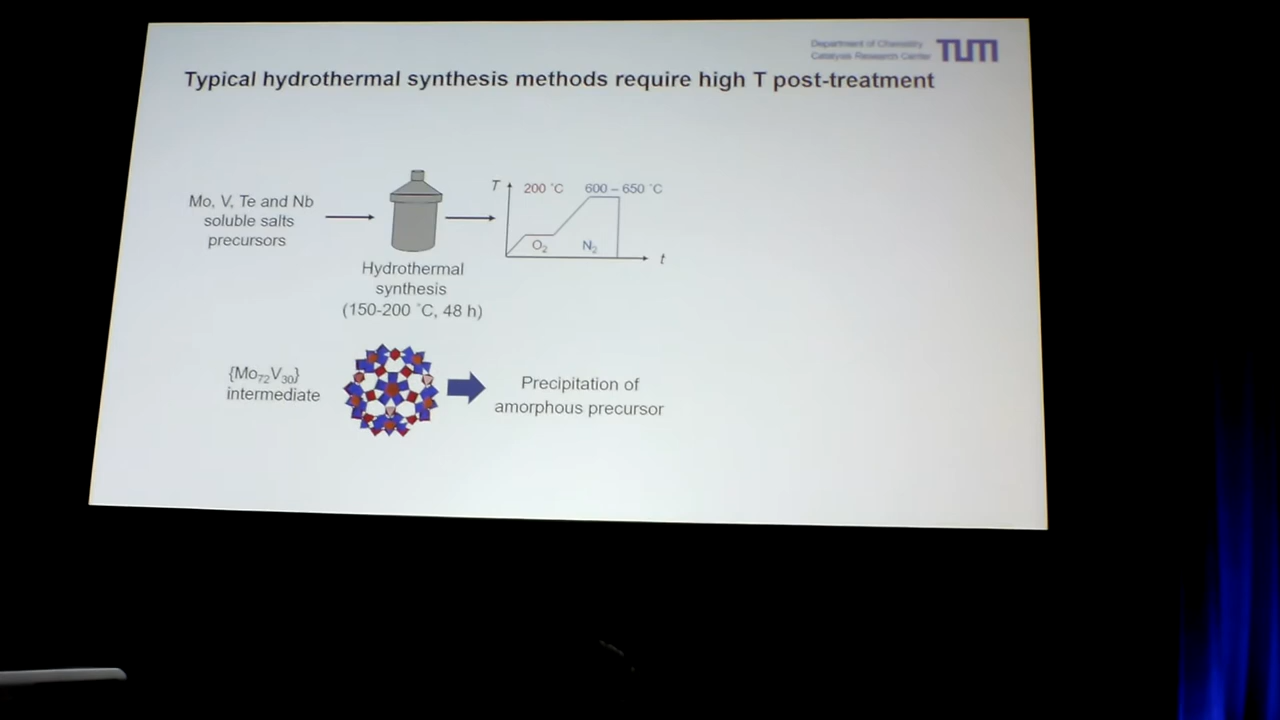 Department of Chemistry
Catalysis Research Center
TUM
Typical hydrothermal synthesis methods require high T post-treatment
Mo, V, Te and Nb
soluble salts
precursors
Hydrothermal
synthesis
(150-200 ˚C, 48 h)
T
200 ˚C
600 – 650 ˚C
O₂
N₂
t
{Mo₇₂V₃₀}
intermediate
Precipitation of
amorphous precursor